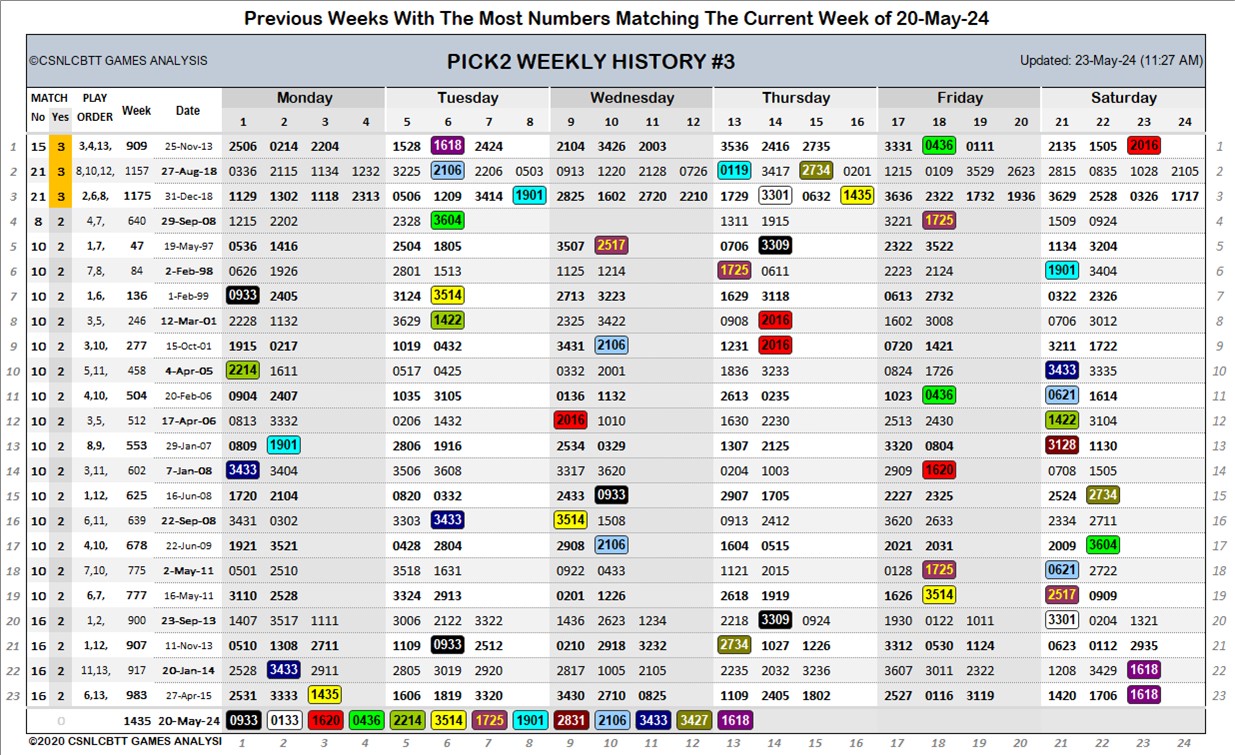 Previous Weeks With The Most Numbers Matching The Current Week of 20-May-24
©CSNLCBTT GAMES ANALYSIS PICK2 WEEKLY HISTORY #3 Updated: 23-May-24 (11:27 AM)
MATCH PLAY Week Date Monday Tuesday Wednesday Thursday Friday Saturday
No Yes ORDER 1 2 3 4 5 6 7 8 9 10 11 12 13 14 15 16 17 18 19 20 21 22 23 24
1 15 3 3,4,13, 909 25-Nov-13 2506 0214 2204 1528 1618 2424 2104 3426 2003 3536 2416 2735 3331 0436 0111 2135 1505 2016 1
2 21 3 8,10,12, 1157 27-Aug-18 0336 2115 1134 1232 3225 2106 2206 0503 0913 1220 2128 0726 0119 3417 2734 0201 1215 0109 3529 2623 2815 0835 1028 2105 2
3 21 3 2,6,8, 1175 31-Dec-18 1129 1302 1118 2313 0506 1209 3414 1901 2825 1602 2720 2210 1729 3301 0632 1435 3636 2322 1732 1936 3629 2528 0326 1717 3
4 8 2 4,7, 640 29-Sep-08 1215 2202 2328 3604 1311 1915 3221 1725 1509 0924 4
5 10 2 1,7, 47 19-May-97 0536 1416 2504 1805 3507 2517 0706 3309 2322 3522 1134 3204 5
6 10 2 7,8, 84 2-Feb-98 0626 1926 2801 1513 1125 1214 1725 0611 2223 2124 1901 3404 6
7 10 2 1,6, 136 1-Feb-99 0933 2405 3124 3514 2713 3223 1629 3118 0613 2732 0322 2326 7
8 10 2 3,5, 246 12-Mar-01 2228 1132 3629 1422 2325 3422 0908 2016 1602 3008 0706 3012 8
9 10 2 3,10, 277 15-Oct-01 1915 0217 1019 0432 3431 2106 1231 2016 0720 1421 3211 1722 9
10 10 2 5,11, 458 4-Apr-05 2214 1611 0517 0425 0332 2001 1836 3233 0824 1726 3433 3335 10
11 10 2 4,10, 504 20-Feb-06 0904 2407 1035 3105 0136 1132 2613 0235 1023 0436 0621 1614 11
12 10 2 3,5, 512 17-Apr-06 0813 3332 0206 1432 2016 1010 1630 2230 2513 2430 1422 3104 12
13 10 2 8,9, 553 29-Jan-07 0809 1901 2806 1916 2534 0329 1307 2125 3320 0804 3128 1130 13
14 10 2 3,11, 602 7-Jan-08 3433 3404 3506 3608 3317 3620 0204 1003 2909 1620 0708 1505 14
15 10 2 1,12, 625 16-Jun-08 1720 2104 0820 0332 2433 0933 2907 1705 2227 2325 2524 2734 15
16 10 2 6,11, 639 22-Sep-08 3431 0302 3303 3433 3514 1508 0913 2412 3620 2633 2334 2711 16
17 10 2 4,10, 678 22-Jun-09 1921 3521 0428 2804 2908 2106 1604 0515 2021 2031 2009 3604 17
18 10 2 7,10, 775 2-May-11 0501 2510 3518 1631 0922 0433 1121 2015 0128 1725 0621 2722 18
19 10 2 6,7, 777 16-May-11 3110 2528 3324 2913 0201 1226 2618 1919 1626 3514 2517 0909 19
20 16 2 1,2, 900 23-Sep-13 1407 3517 1111 3006 2122 3322 1436 2623 1234 2218 3309 0924 1930 0122 1011 3301 0204 1321 20
21 16 2 1,12, 907 11-Nov-13 0510 1308 2711 1109 0933 2512 0210 2918 3232 2734 1027 1226 3312 0530 1124 0623 0112 2935 21
22 16 2 11,13, 917 20-Jan-14 2528 3433 2911 2805 3019 2920 2817 1005 2105 2235 2032 3236 3607 3011 2322 1208 3429 1618 22
23 16 2 6,13, 983 27-Apr-15 2531 3333 1435 1606 1819 3320 3430 2710 0825 1109 2405 1802 2527 0116 3119 1420 1706 1618 23
0 1435 20-May-24 0933 0133 1620 0436 2214 3514 1725 1901 2831 2106 3433 3427 1618
©2020 CSNLCBTT GAMES ANALYSI 1 2 3 4 5 6 7 8 9 10 11 12 13 14 15 16 17 18 19 20 21 22 23 24